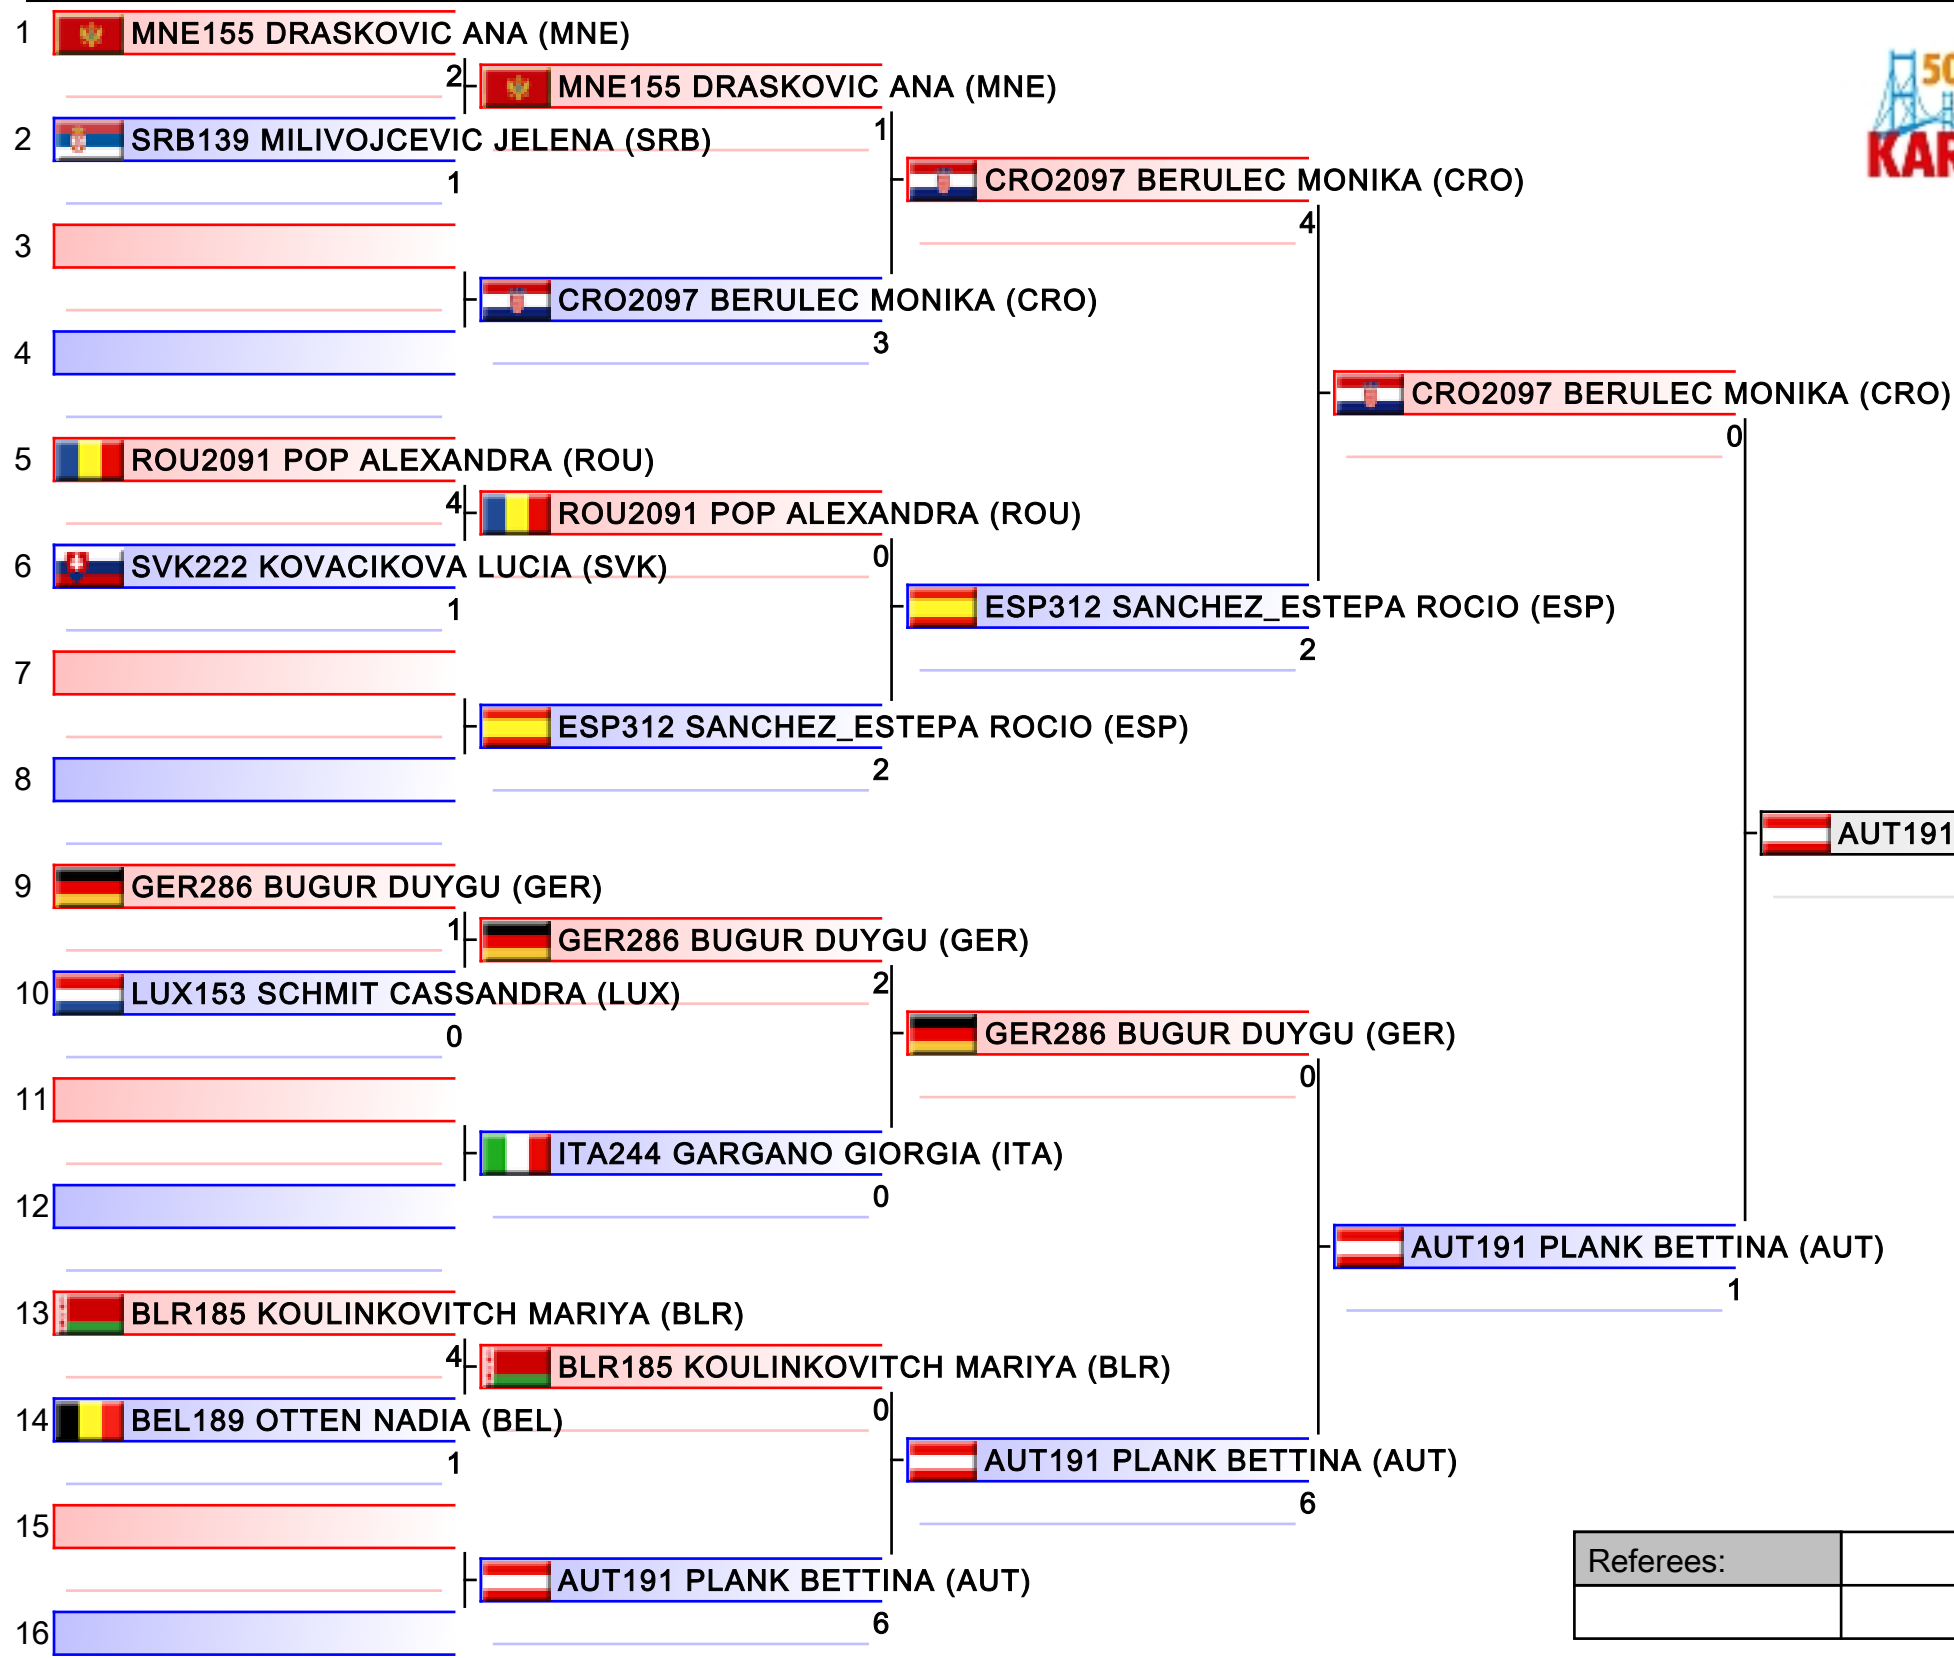 1 MNE155 DRASKOVIC ANA (MNE)
2 MNE155 DRASKOVIC ANA (MNE)
2 SRB139 MILIVOJCEVIC JELENA (SRB)
1
1
CRO2097 BERULEC MONIKA (CRO)
4
3
CRO2097 BERULEC MONIKA (CRO)
3
4
CRO2097 BERULEC MONIKA (CRO)
0
5 ROU2091 POP ALEXANDRA (ROU)
4 ROU2091 POP ALEXANDRA (ROU)
0
6 SVK222 KOVACIKOVA LUCIA (SVK)
1
ESP312 SANCHEZ_ESTEPA ROCIO (ESP)
2
7
ESP312 SANCHEZ_ESTEPA ROCIO (ESP)
2
8
AUT191
9 GER286 BUGUR DUYGU (GER)
1 GER286 BUGUR DUYGU (GER)
2
10 LUX153 SCHMIT CASSANDRA (LUX)
0
GER286 BUGUR DUYGU (GER)
0
11
ITA244 GARGANO GIORGIA (ITA)
0
12
AUT191 PLANK BETTINA (AUT)
1
13 BLR185 KOULINKOVITCH MARIYA (BLR)
4 BLR185 KOULINKOVITCH MARIYA (BLR)
0
14 BEL189 OTTEN NADIA (BEL)
1
AUT191 PLANK BETTINA (AUT)
6
15
AUT191 PLANK BETTINA (AUT)
6
16
Referees:
50
KAR